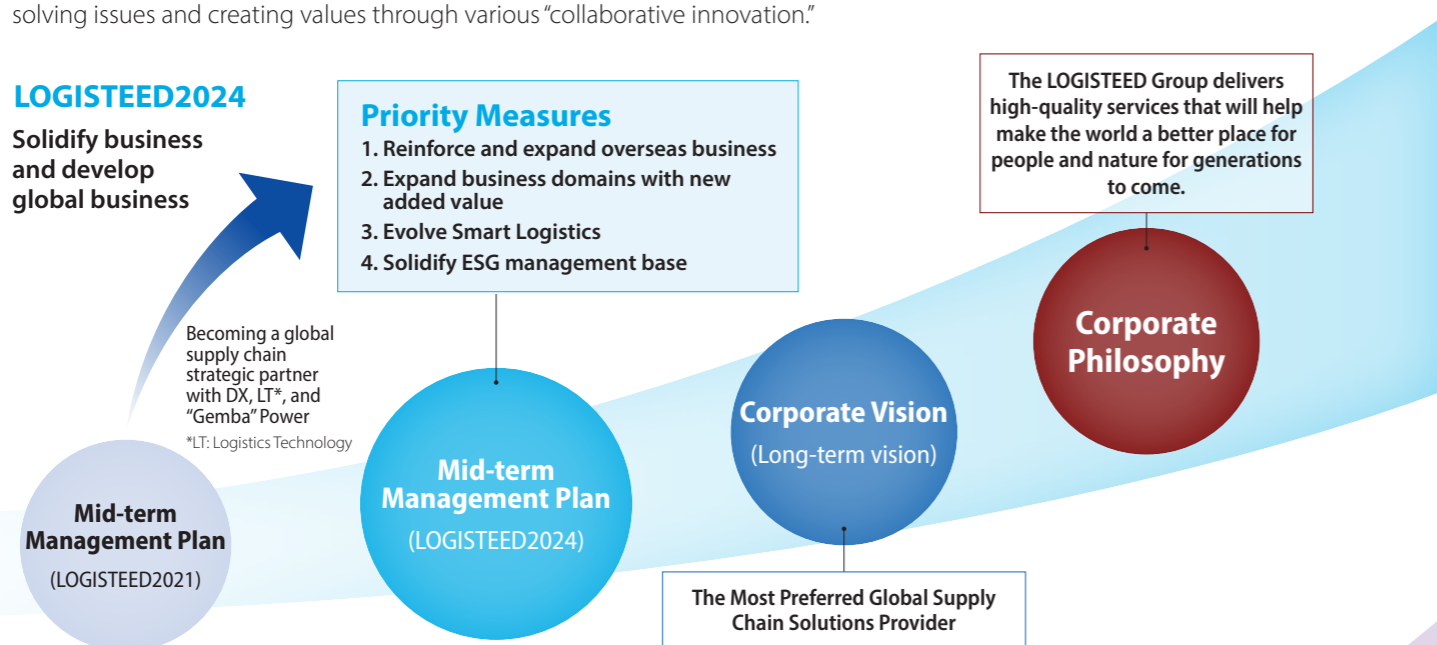 solving issues and creating values through various “collaborative innovation.”
LOGISTEED2024
Solidify business
and develop
global business
Priority Measures
1. Reinforce and expand overseas business
2. Expand business domains with new
added value
3. Evolve Smart Logistics
4. Solidify ESG management base
The LOGISTEED Group delivers
high-quality services that will help
make the world a better place for
people and nature for generations
to come.
Becoming a global
supply chain
strategic partner
with DX, LT*, and
“Gemba” Power
*LT: Logistics Technology
Mid-term
Management Plan
(LOGISTEED2021)
Mid-term
Management Plan
(LOGISTEED2024)
Corporate Vision
(Long-term vision)
Corporate
Philosophy
The Most Preferred Global Supply
Chain Solutions Provider